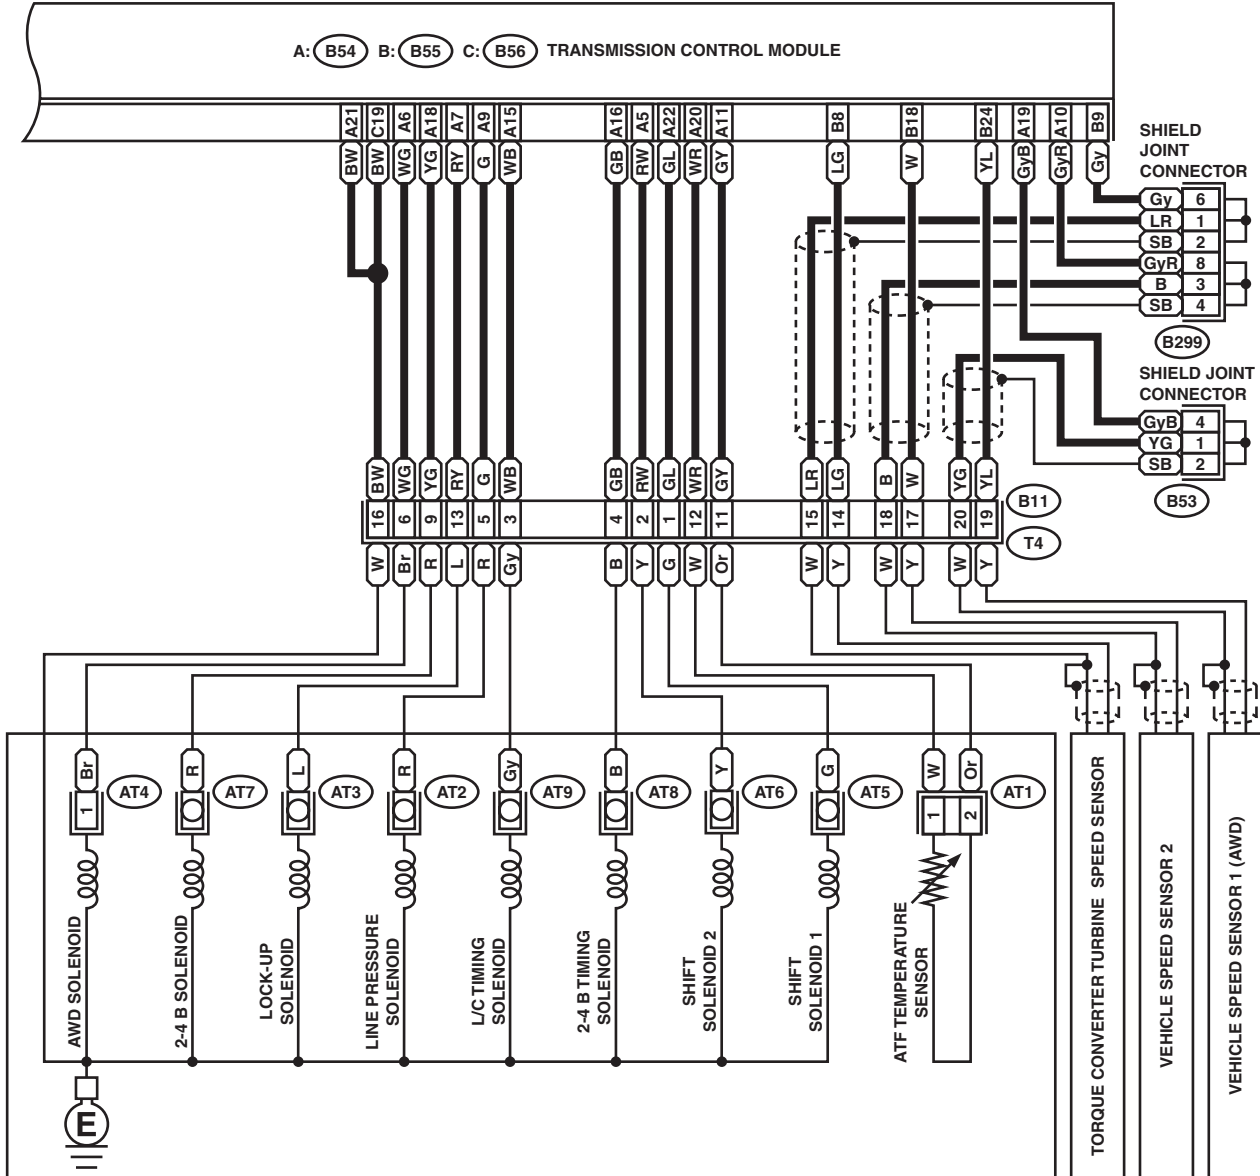 A: B54 B: B55 C: B56 TRANSMISSION CONTROL MODULE
A21 C19 A6 A18 A7 A9 A15 A16 A5 A22 A20 A11 B8 B18 B24 A19 A10 B9
BW BW WG YG RY G WB GB RW GL WR GY LG W YL GyB GyR Gy
SHIELD
JOINT
CONNECTOR
Gy 6
LR 1
SB 2
GyR 8
B 3
SB 4
B299
SHIELD JOINT
CONNECTOR
GyB 4
YG 1
SB 2
B53
BW WG YG RY G WB GB RW GL WR GY LR LG B W YG YL
B11
16 6 9 13 5 3 4 2 1 12 11 15 14 18 17 20 19
T4
W Br R L R Gy B Y G W Or W Y W Y W Y
Br R L R Gy B Y G W Or
1 1 2
AT4 AT7 AT3 AT2 AT9 AT8 AT6 AT5 AT1
AWD SOLENOID
2-4 B SOLENOID
LOCK-UP
SOLENOID
LINE PRESSURE
SOLENOID
L/C TIMING
SOLENOID
2-4 B TIMING
SOLENOID
SHIFT
SOLENOID 2
SHIFT
SOLENOID 1
ATF TEMPERATURE
SENSOR
TORQUE CONVERTER TURBINE SPEED SENSOR
VEHICLE SPEED SENSOR 2
VEHICLE SPEED SENSOR 1 (AWD)
E